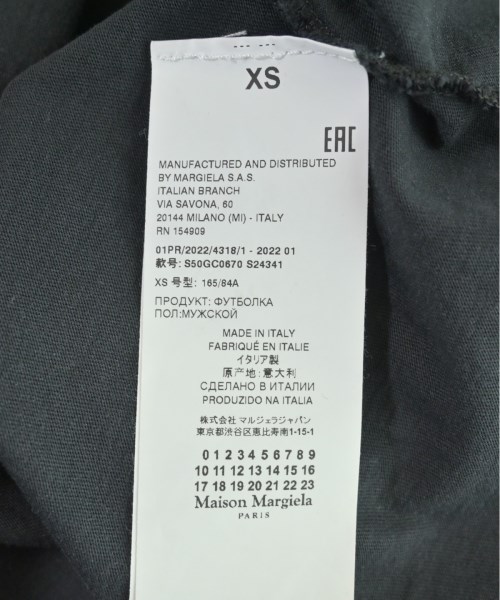 XS
EAC
MANUFACTURED AND DISTRIBUTED
BY MARGIELA S.A.S.
ITALIAN BRANCH
VIA SAVONA, 60
20144 MILANO (MI) - ITALY
RN 154909
01PR/2022/4318/1 - 2022 01
款号: S50GC0670 S24341
XS 号型: 165/84A
ПРОДУКТ: ФУТБОЛКА
ПОЛ:МУЖСКОЙ
MADE IN ITALY
FABRIQUÉ EN ITALIE
イタリア製
原产地: 意大利
СДЕЛАНО В ИТАЛИИ
PRODUZIDO NA ITALIA
株式会社 マルジェラジャパン
東京都渋谷区恵比寿南1-15-1
0 1 2 3 4 5 6 7 8 9
10 11 12 13 14 15 16
17 18 19 20 21 22 23
Maison Margiela
PARIS